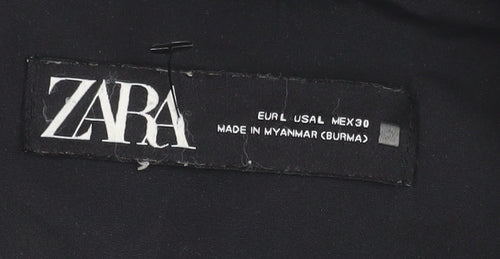 ZARA
EUR L USA L MEX 30
MADE IN MYANMAR (BURMA)